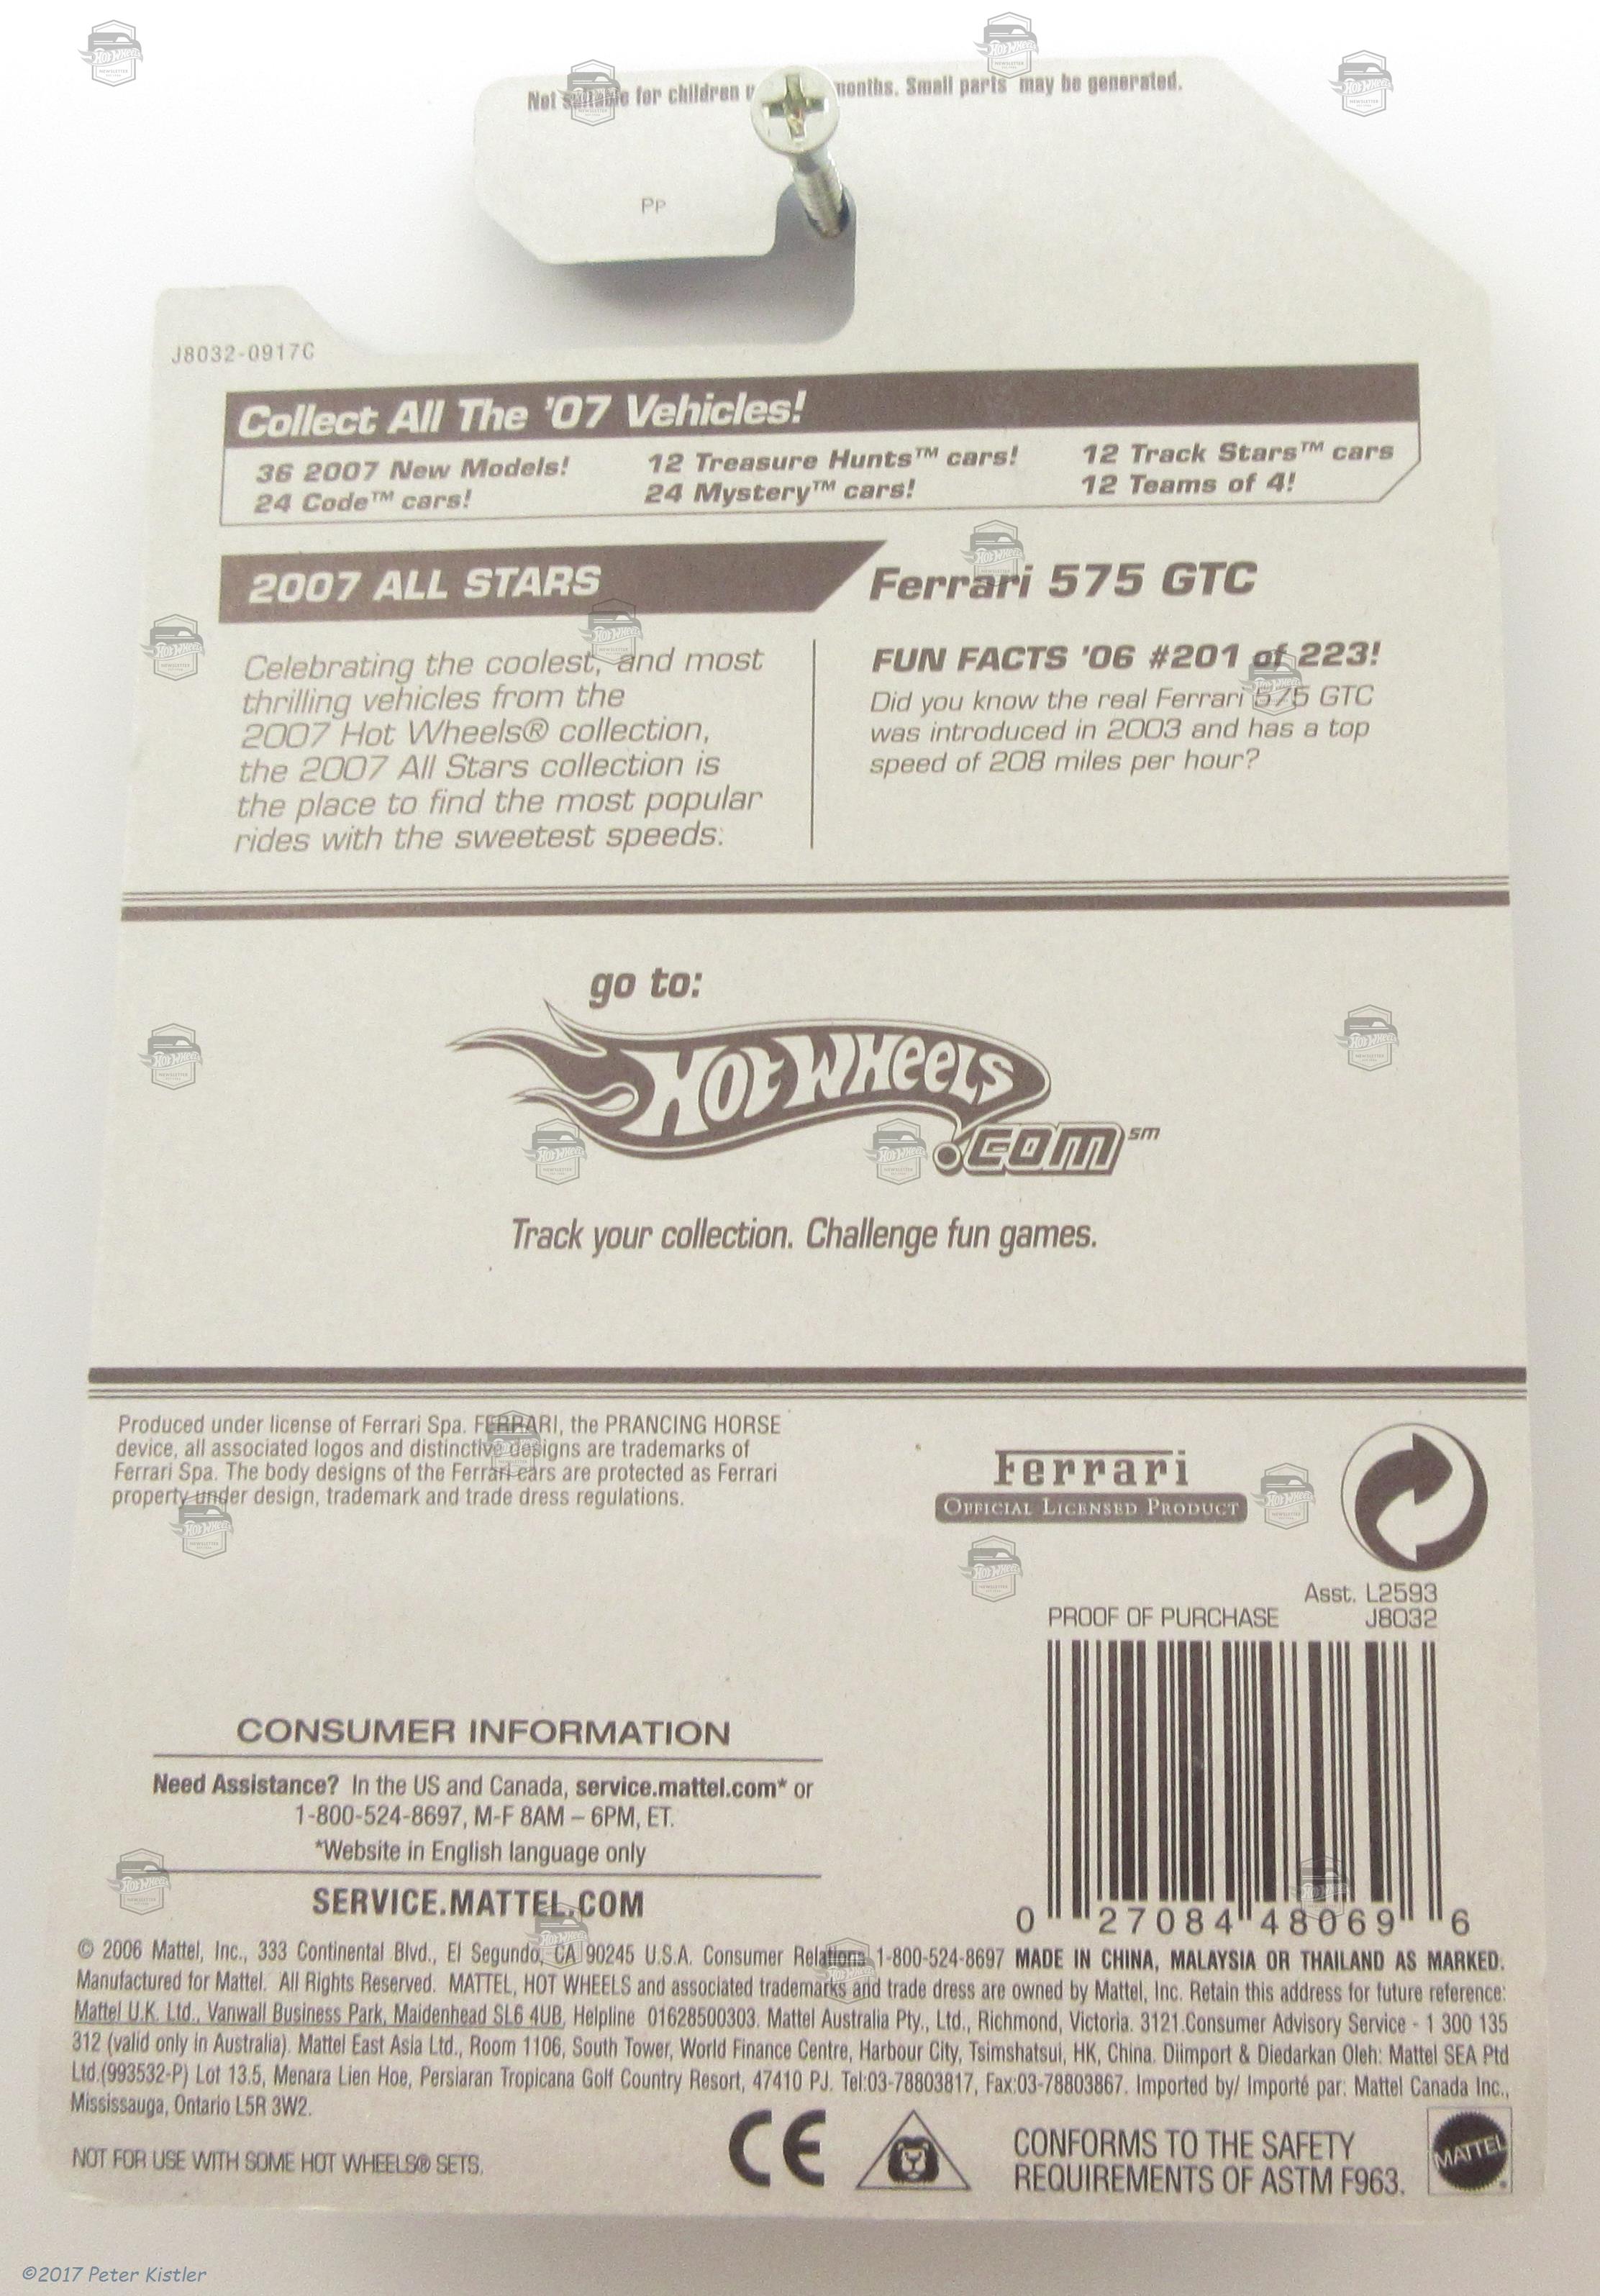 Not suitable for children months. Small parts may be generated.
Pp
J8032-0917C
Collect All The '07 Vehicles!
36 2007 New Models! 12 Treasure Hunts™ cars! 12 Track Stars™ cars
24 Code™ cars! 24 Mystery™ cars! 12 Teams of 4!
2007 ALL STARS
Celebrating the coolest, and most
thrilling vehicles from the
2007 Hot Wheels® collection,
the 2007 All Stars collection is
the place to find the most popular
rides with the sweetest speeds.
Ferrari 575 GTC
FUN FACTS '06 #201 of 223!
Did you know the real Ferrari 575 GTC
was introduced in 2003 and has a top
speed of 208 miles per hour?
go to:
Hot Wheels
.com℠
Track your collection. Challenge fun games.
Produced under license of Ferrari Spa. FERRARI, the PRANCING HORSE
device, all associated logos and distinctive designs are trademarks of
Ferrari Spa. The body designs of the Ferrari cars are protected as Ferrari
property under design, trademark and trade dress regulations.
Ferrari
OFFICIAL LICENSED PRODUCT
Asst. L2593
PROOF OF PURCHASE J8032
0 27084 48069 6
CONSUMER INFORMATION
Need Assistance? In the US and Canada, service.mattel.com* or
1-800-524-8697, M-F 8AM – 6PM, ET.
*Website in English language only
SERVICE.MATTEL.COM
© 2006 Mattel, Inc., 333 Continental Blvd., El Segundo, CA 90245 U.S.A. Consumer Relations 1-800-524-8697 MADE IN CHINA, MALAYSIA OR THAILAND AS MARKED.
Manufactured for Mattel. All Rights Reserved. MATTEL, HOT WHEELS and associated trademarks and trade dress are owned by Mattel, Inc. Retain this address for future reference:
Mattel U.K. Ltd., Vanwall Business Park, Maidenhead SL6 4UB, Helpline 01628500303. Mattel Australia Pty., Ltd., Richmond, Victoria. 3121.Consumer Advisory Service - 1 300 135
312 (valid only in Australia). Mattel East Asia Ltd., Room 1106, South Tower, World Finance Centre, Harbour City, Tsimshatsui, HK, China. Diimport & Diedarkan Oleh: Mattel SEA Ptd
Ltd.(993532-P) Lot 13.5, Menara Lien Hoe, Persiaran Tropicana Golf Country Resort, 47410 PJ. Tel:03-78803817, Fax:03-78803867. Imported by/ Importé par: Mattel Canada Inc.,
Mississauga, Ontario L5R 3W2.
NOT FOR USE WITH SOME HOT WHEELS® SETS.
CE
CONFORMS TO THE SAFETY
REQUIREMENTS OF ASTM F963.
MATTEL
©2017 Peter Kistler